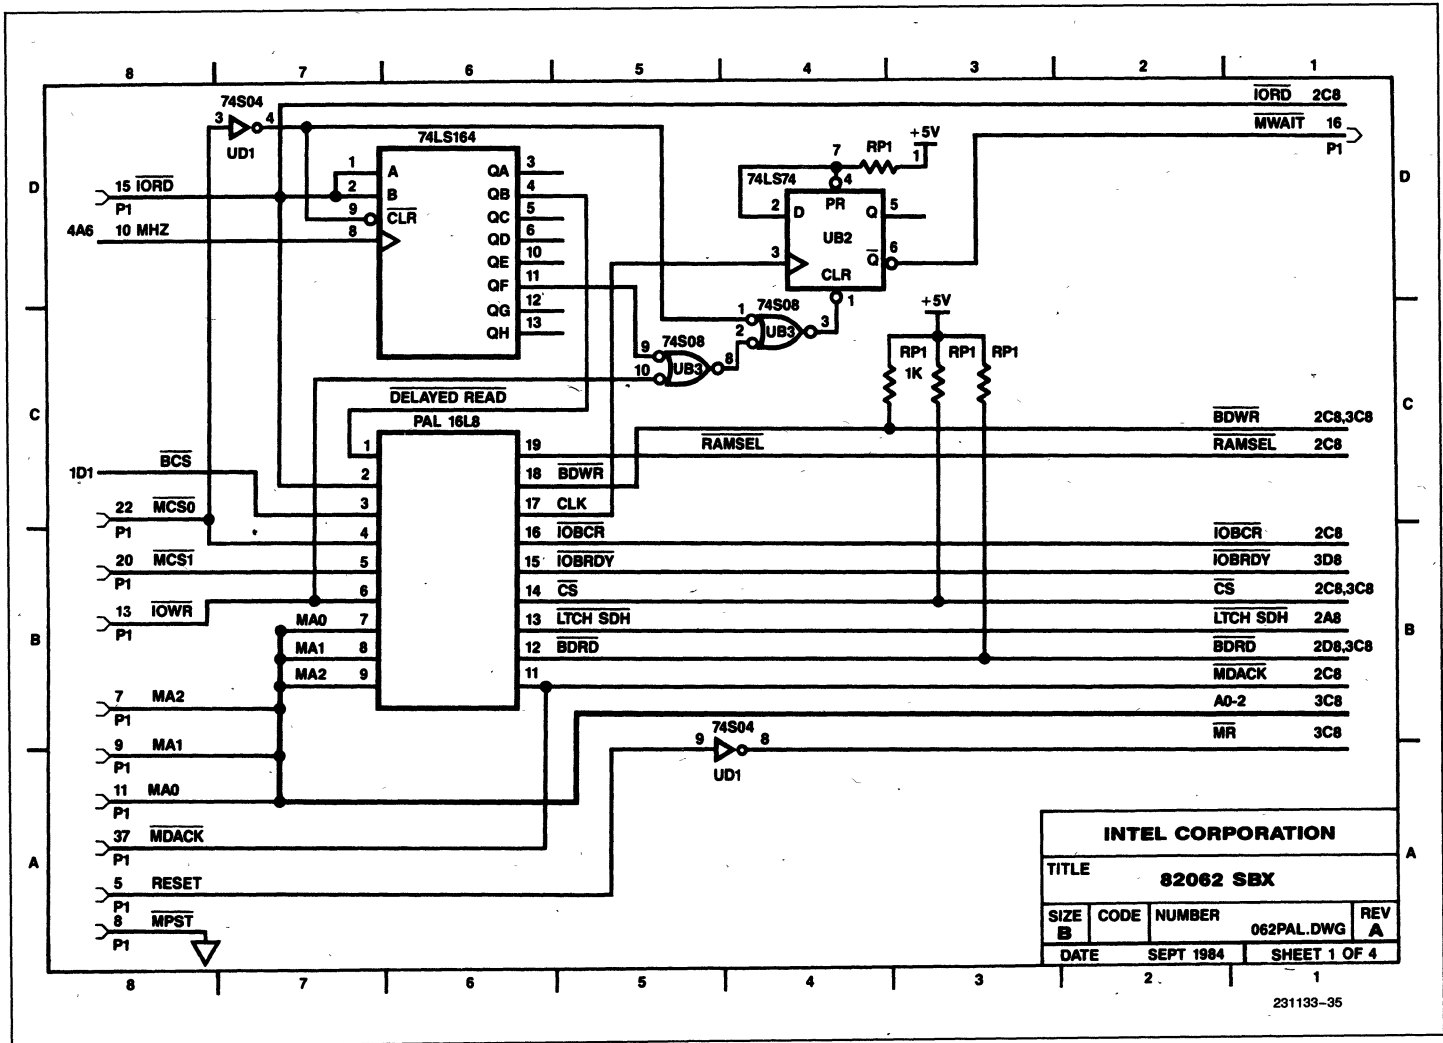 8 7 6 5 4 3 2 1
74S04
3 4
UD1
IORD 2C8
MWAIT 16
P1
+5V
1
7 RP1
74LS164
1 A QA 3
2 B QB 4
9 CLR QC 5
8 QD 6
QE 10
QF 11
QG 12
QH 13
D
D
15 IORD
P1
4A6 10 MHZ
74LS74 4
2 D PR Q 5
UB2
3 Q 6
CLR
1
74S08
1
2 UB3 3
74S08
9
10 UB3 8
+5V
RP1 RP1 RP1
1K
DELAYED READ
PAL 16L8
C
C
1 19 RAMSEL
BDWR 2C8,3C8
RAMSEL 2C8
1D1 BCS
2 18 BDWR
22 MCS0
P1
3 17 CLK
4 16 IOBCR IOBCR 2C8
20 MCS1
P1
5 15 IOBRDY IOBRDY 3D8
6 14 CS CS 2C8,3C8
13 IOWR
P1
B
B
MA0 7 13 LTCH SDH LTCH SDH 2A8
MA1 8 12 BDRD BDRD 2D8,3C8
MA2 9 11 MDACK 2C8
7 MA2
P1
A0-2 3C8
74S04
9 8
UD1
MR 3C8
9 MA1
P1
11 MA0
P1
37 MDACK
P1
A
A
5 RESET
P1
8 MPST
P1
INTEL CORPORATION
TITLE
82062 SBX
SIZE CODE NUMBER REV
B 062PAL.DWG A
DATE SEPT 1984 SHEET 1 OF 4
8 7 6 5 4 3 2 1
231133-35